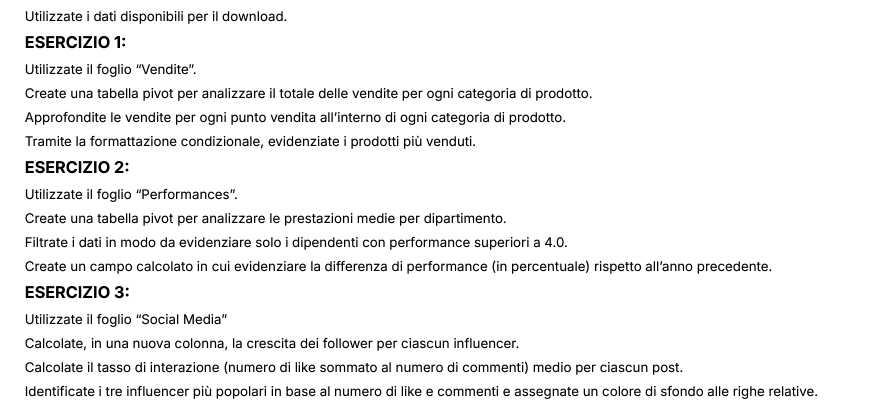 Utilizzate i dati disponibili per il download.
ESERCIZIO 1:
Utilizzate il foglio “Vendite”.
Create una tabella pivot per analizzare il totale delle vendite per ogni categoria di prodotto.
Approfondite le vendite per ogni punto vendita all’interno di ogni categoria di prodotto.
Tramite la formattazione condizionale, evidenziate i prodotti più venduti.
ESERCIZIO 2:
Utilizzate il foglio “Performances”.
Create una tabella pivot per analizzare le prestazioni medie per dipartimento.
Filtrate i dati in modo da evidenziare solo i dipendenti con performance superiori a 4.0.
Create un campo calcolato in cui evidenziare la differenza di performance (in percentuale) rispetto all’anno precedente.
ESERCIZIO 3:
Utilizzate il foglio “Social Media”
Calcolate, in una nuova colonna, la crescita dei follower per ciascun influencer.
Calcolate il tasso di interazione (numero di like sommato al numero di commenti) medio per ciascun post.
Identificate i tre influencer più popolari in base al numero di like e commenti e assegnate un colore di sfondo alle righe relative.